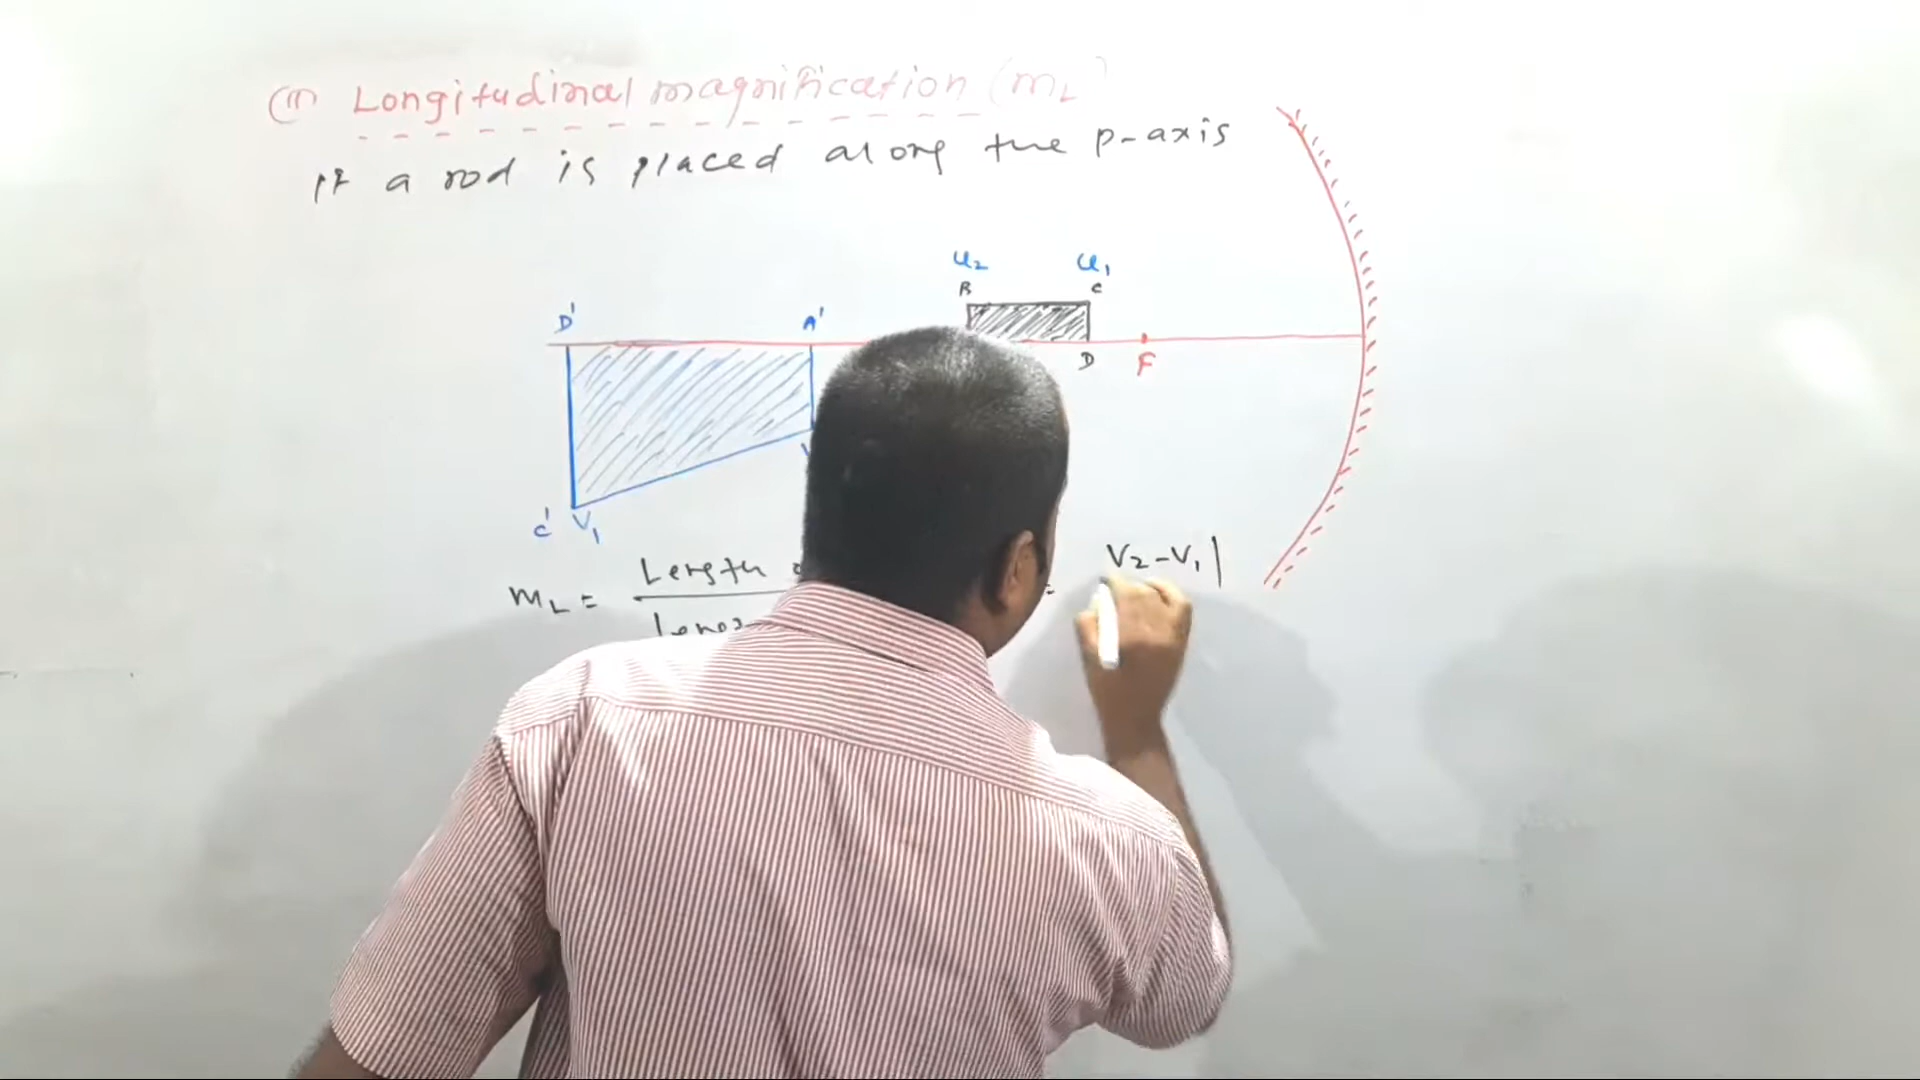 (II) Longitudinal magnification (mL)
If a rod is placed along the p-axis
U2 U1
B C
D' A'
D F
C' V1
mL = Length = V2-V1|